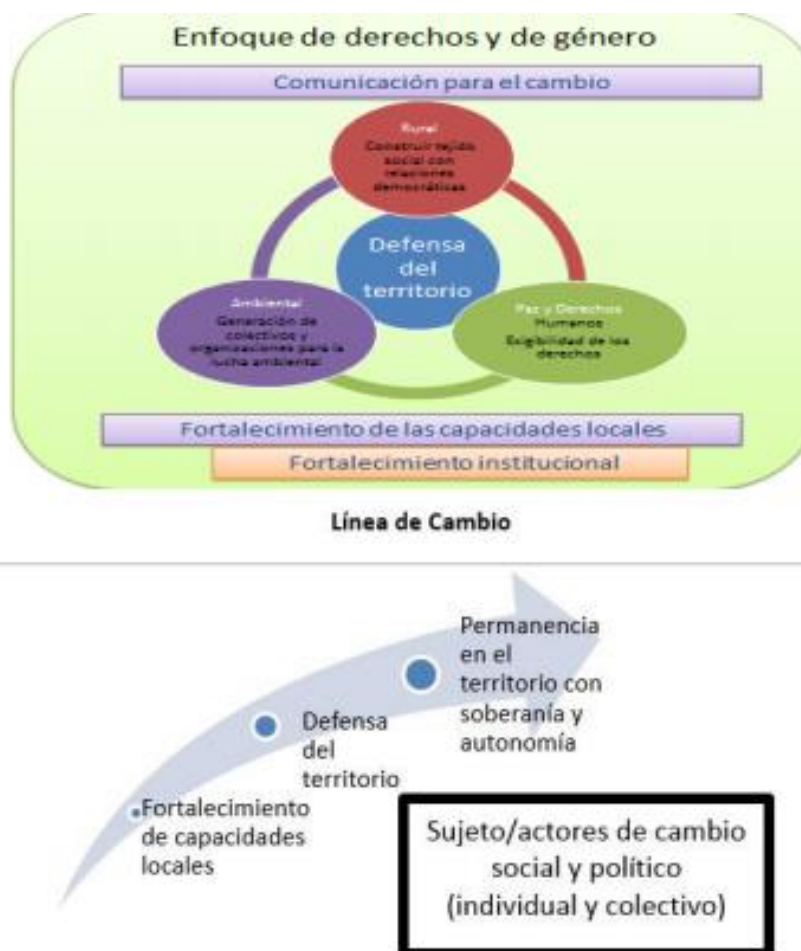 Enfoque de derechos y de género
Comunicación para el cambio
Rural
Construir tejido
social con
relaciones
democráticas
Defensa
del
territorio
Ambiental
Generación de
colectivos y
organizaciones para la
lucha ambiental
Paz y Derechos
Humanos
Exigibilidad de los
derechos
Fortalecimiento de las capacidades locales
Fortalecimiento institucional
Línea de Cambio
Permanencia
en el
territorio con
soberanía y
autonomía
Defensa
del
territorio
Fortalecimiento
de capacidades
locales
Sujeto/actores de cambio
social y político
(individual y colectivo)